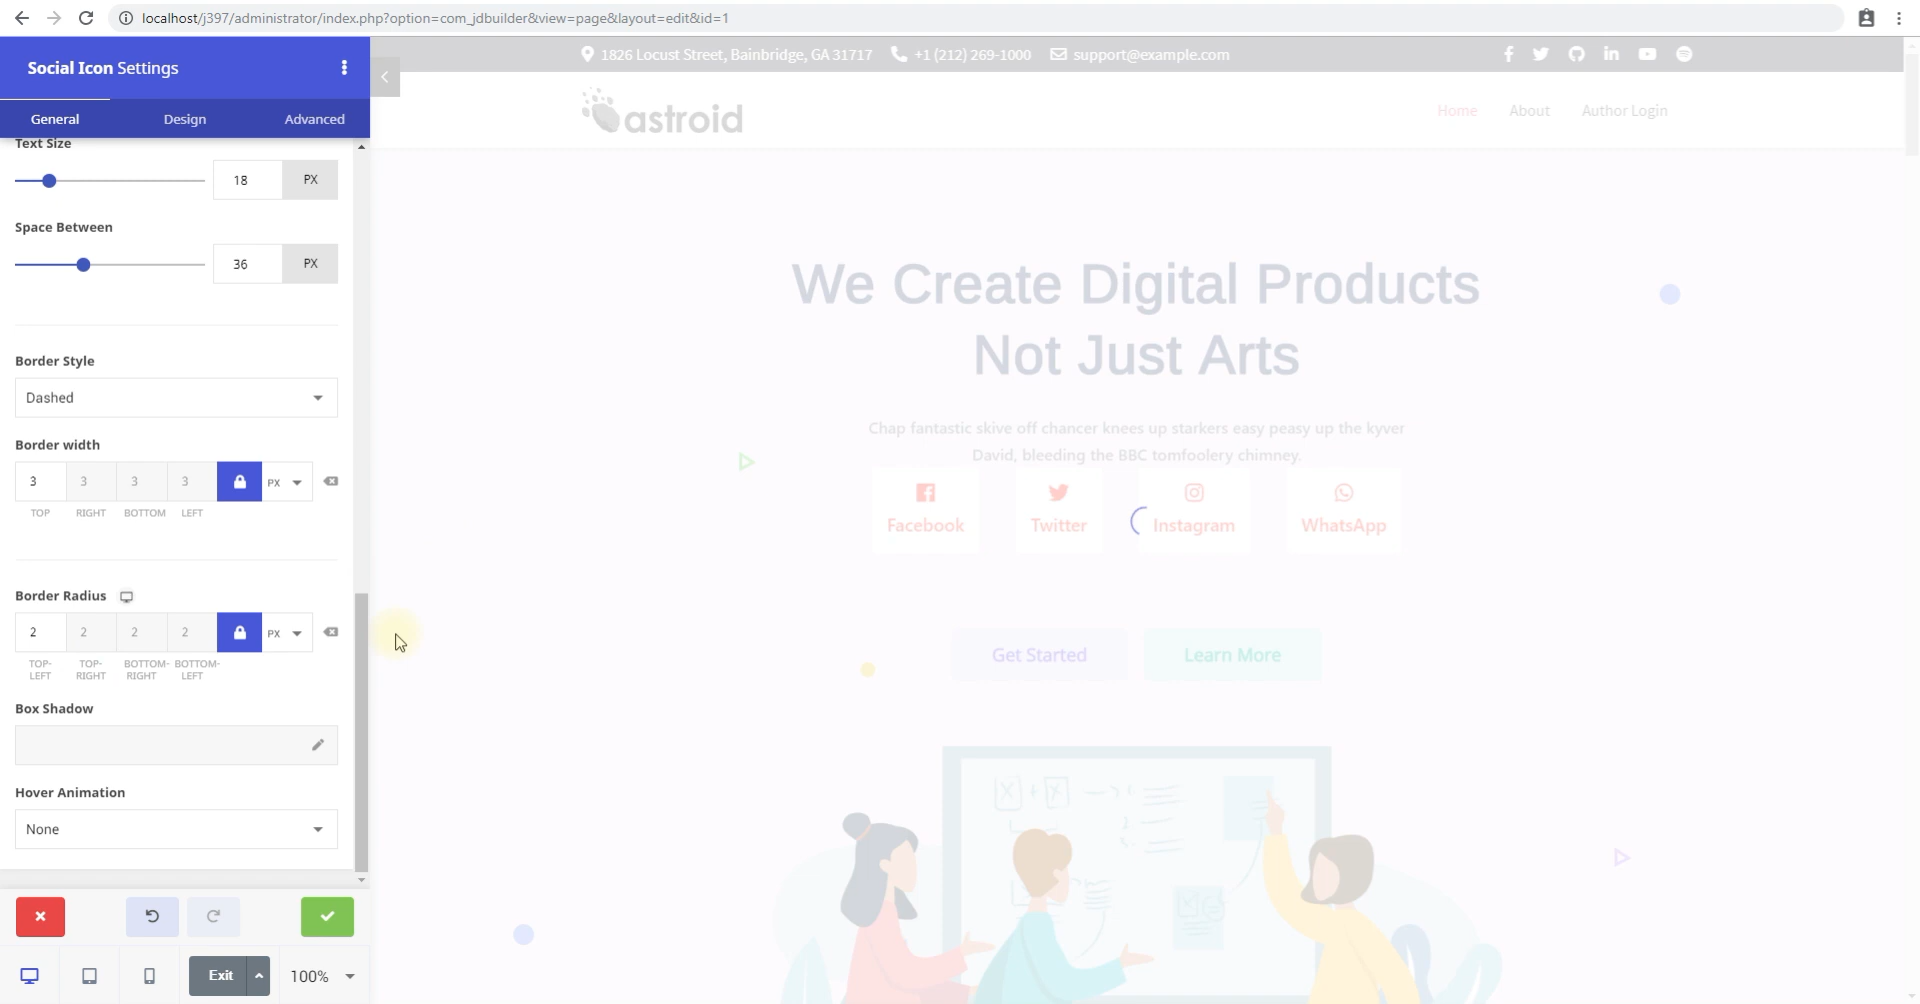 localhost/j397/administrator/index.php?option=com_jdbuilder&view=page&layout=edit&id=1
Social Icon Settings
General Design Advanced
Text Size
18 PX
Space Between
36 PX
Border Style
Dashed
Border width
3 3 3 3 PX
TOP RIGHT BOTTOM LEFT
Border Radius
2 2 2 2 PX
TOP- TOP- BOTTOM- BOTTOM-
LEFT RIGHT RIGHT LEFT
Box Shadow
Hover Animation
None
Exit 100%
1826 Locust Street, Bainbridge, GA 31717 +1 (212) 269-1000 support@example.com
astroid
Home About Author Login
We Create Digital Products
Not Just Arts
Chap fantastic skive off chancer knees up starkers easy peasy up the kyver
David, bleeding the BBC tomfoolery chimney.
Facebook Twitter Instagram WhatsApp
Get Started Learn More